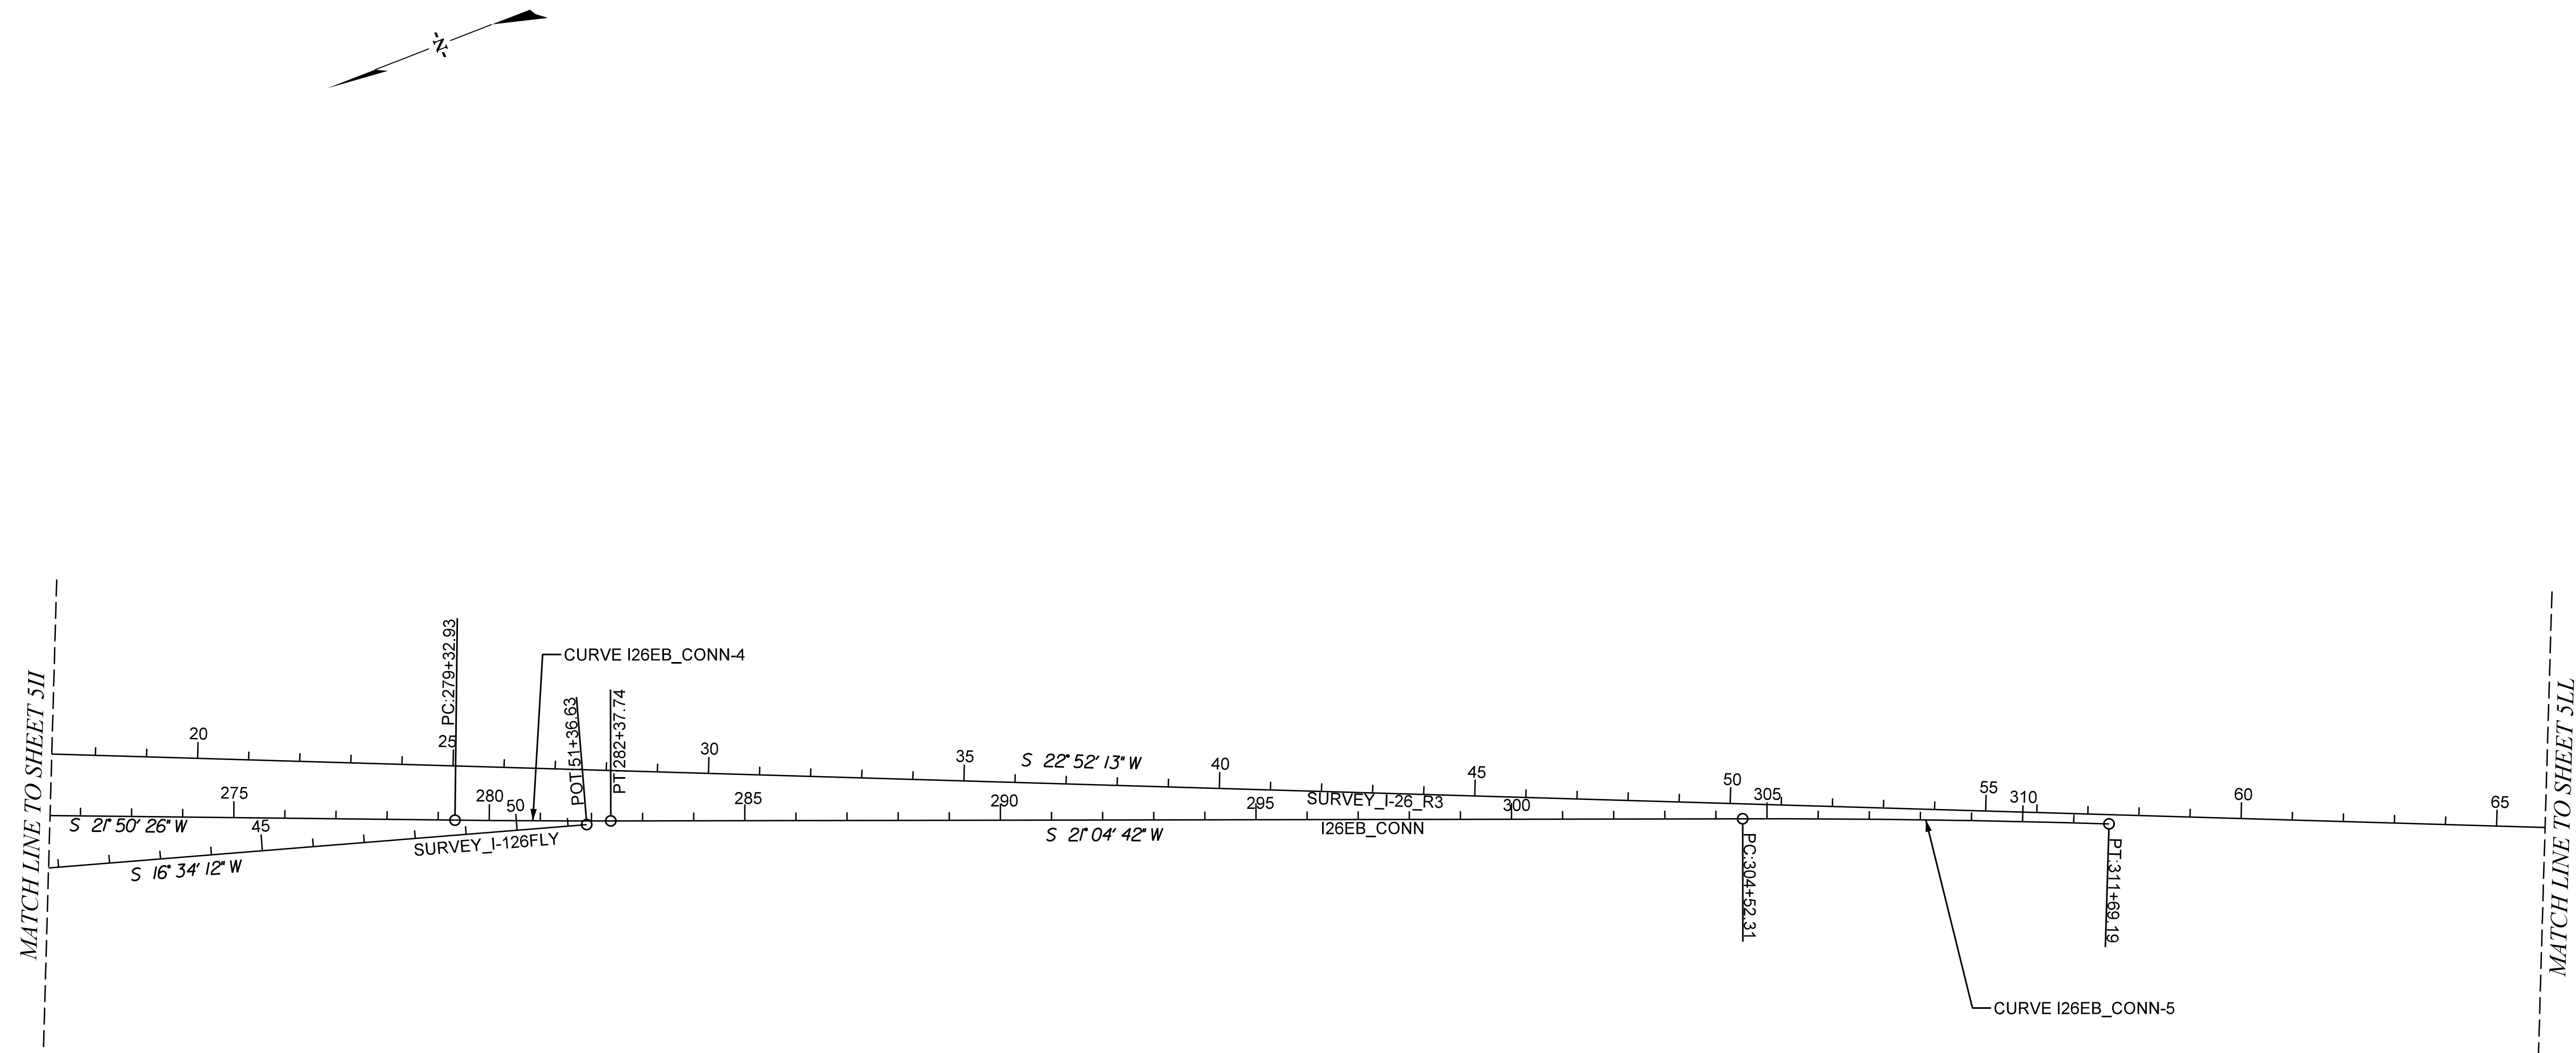 -N-
PC:279+32.93
CURVE I26EB_CONN-4
POT:51+36.63
PT:282+37.74
MATCH LINE TO SHEET 5II
MATCH LINE TO SHEET 5LL
20
25
30
35
S 22° 52' 13" W
40
45
50
55
60
65
SURVEY_I-26_R3
275
280
285
290
295
300
305
310
S 21° 50' 26" W
S 21° 04' 42" W
I26EB_CONN
45
50
SURVEY_I-126FLY
S 16° 34' 12" W
PC:304+52.31
PT:311+69.19
CURVE I26EB_CONN-5